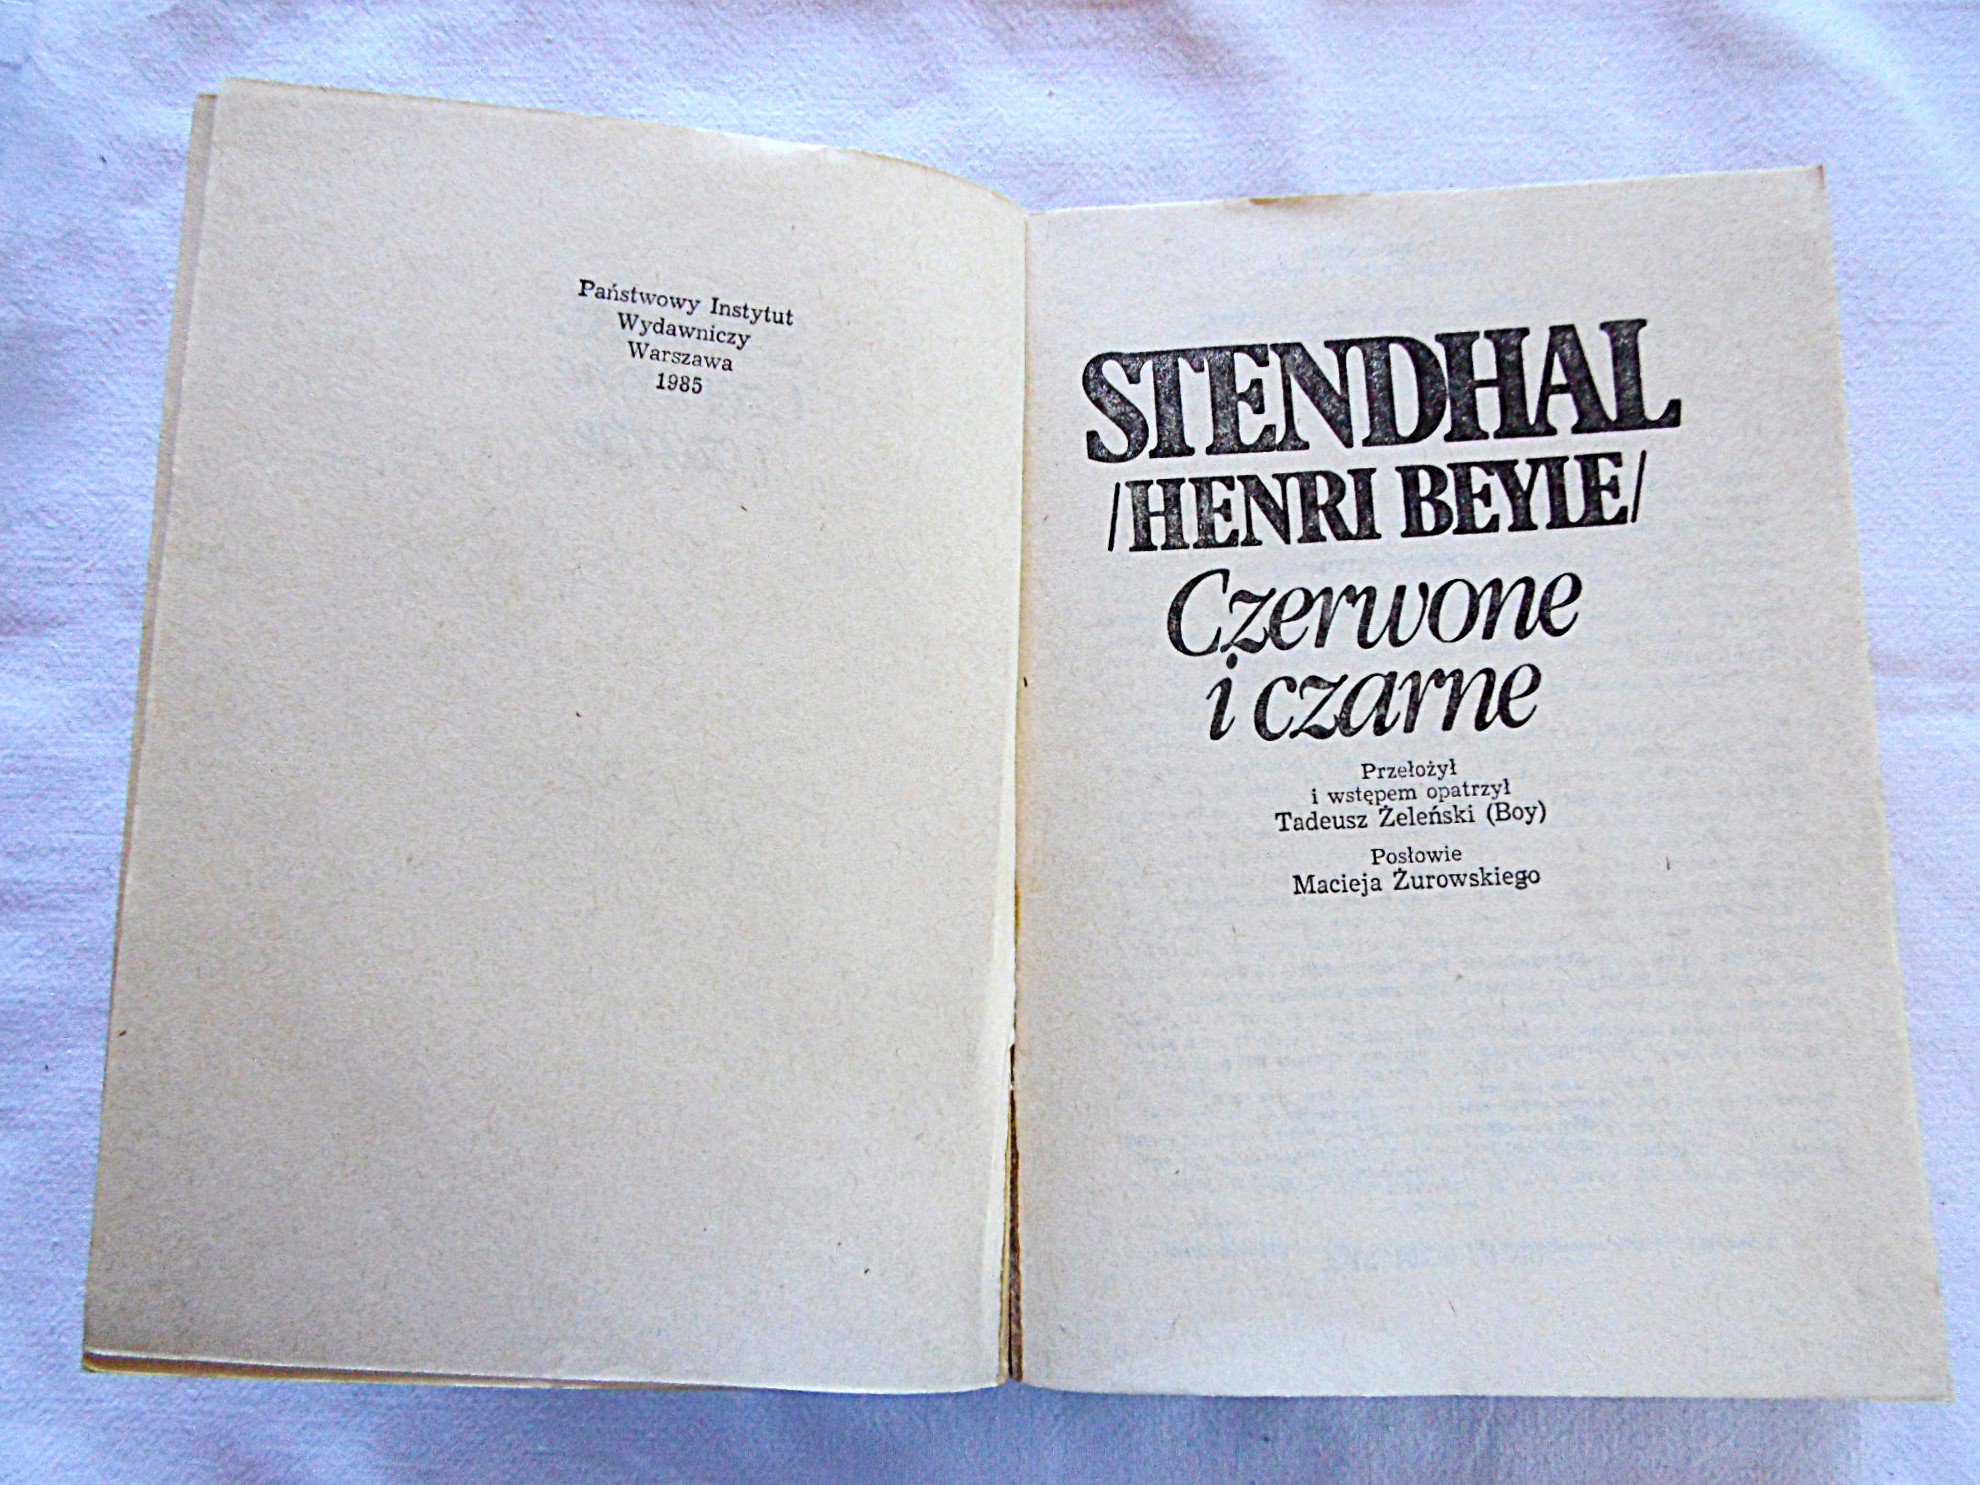 Państwowy Instytut
Wydawniczy
Warszawa
1985
STENDHAL
/HENRI BEYLE/
Czerwone
i czarne
Przełożył
i wstępem opatrzył
Tadeusz Żeleński (Boy)
Posłowie
Macieja Żurowskiego